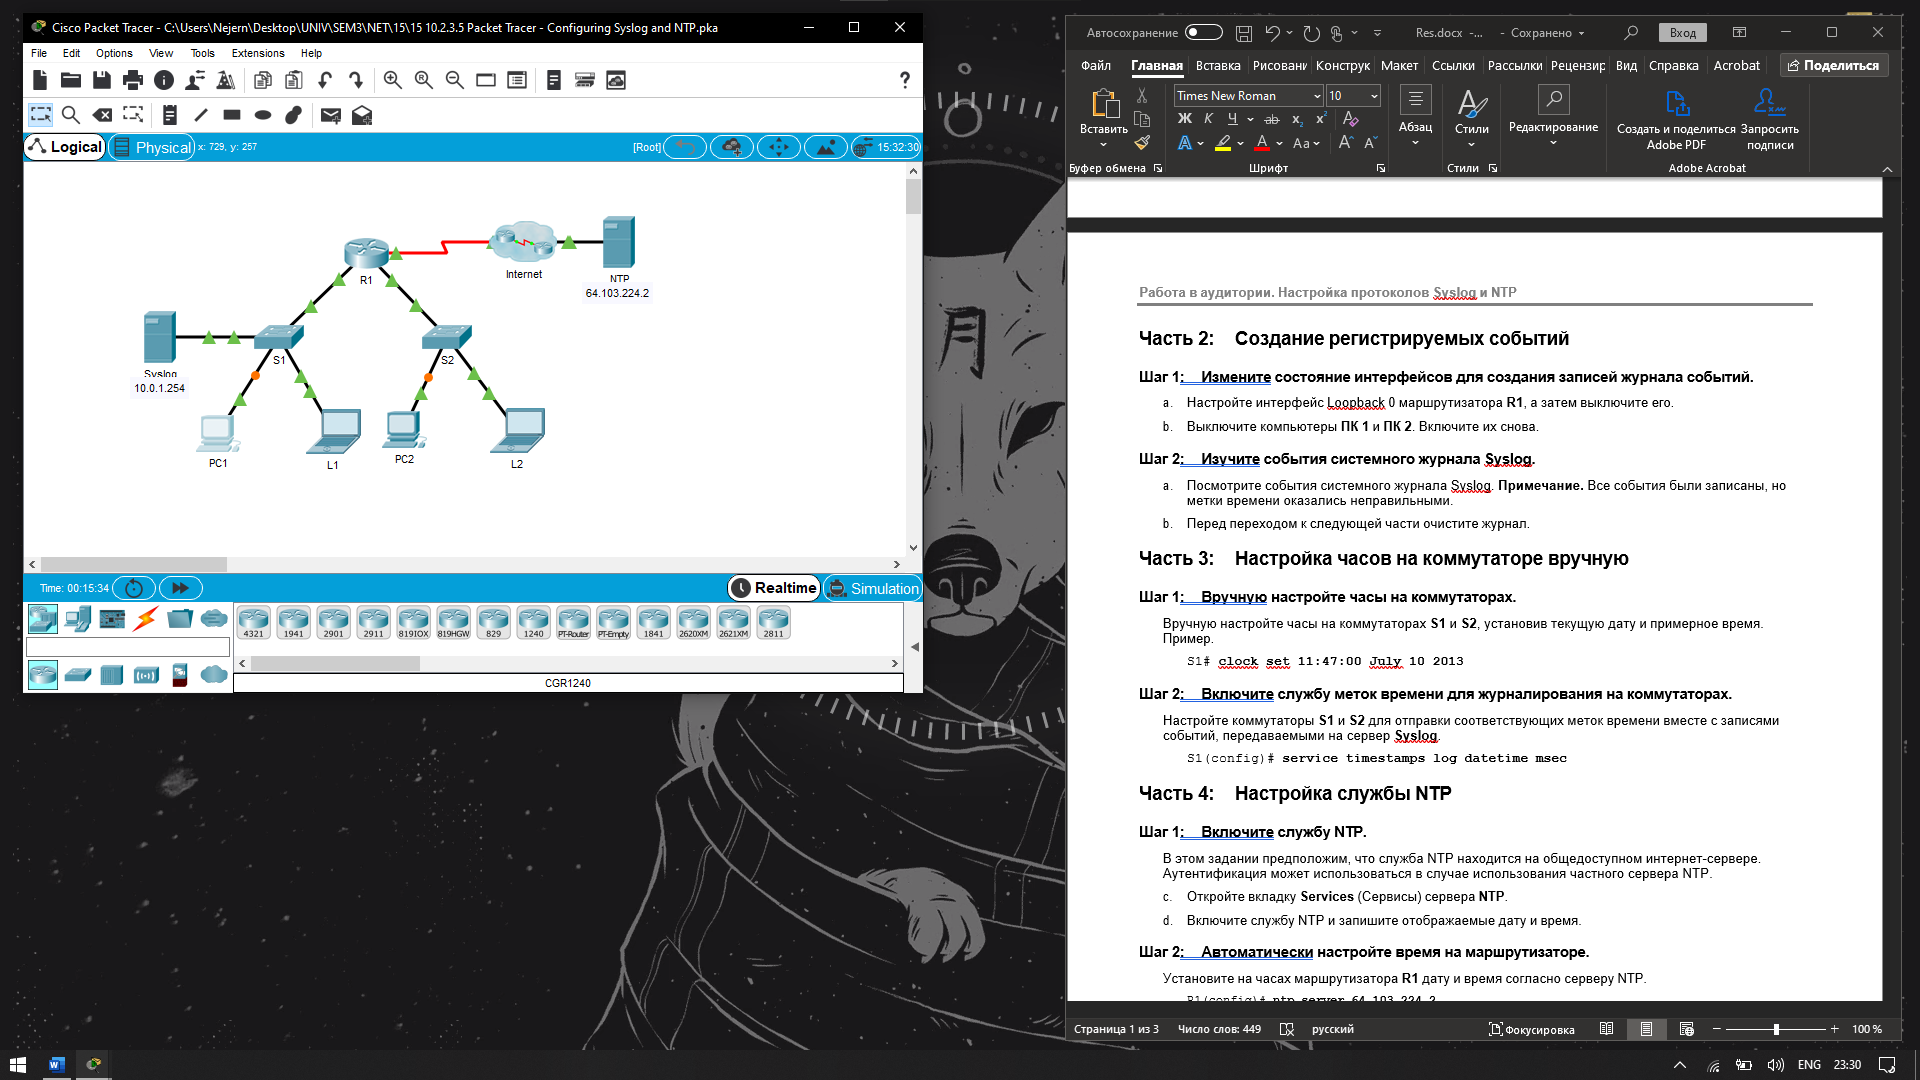 Cisco Packet Tracer - C:\Users\Nejern\Desktop\UNIV\SEM3\NET\15\15 10.2.3.5 Packet Tracer - Configuring Syslog and NTP.pka
File Edit Options View Tools Extensions Help
Logical
Physical
x: 729, y: 257
[Root]
15:32:30
R1
Internet
NTP
64.103.224.2
S1
S2
Syslog
10.0.1.254
PC1
L1
PC2
L2
Time: 00:15:34
Realtime
Simulation
4321 1941 2901 2911 819IOX 819HGW 829 1240 PT-Router PT-Empty 1841 2620XM 2621XM 2811
CGR1240
Автосохранение
Res.docx -...
- Сохранено
Вход
Файл Главная Вставка Рисовани Конструк Макет Ссылки Рассылки Рецензир Вид Справка Acrobat
Поделиться
Вставить
Буфер обмена
Times New Roman
10
Ж К Ч ab x₂ x²
А А Aa А А
Шрифт
Абзац
Стили
Стили
Редактирование
Создать и поделиться Adobe PDF
Запросить подписи
Adobe Acrobat
Работа в аудитории. Настройка протоколов Syslog и NTP
Часть 2: Создание регистрируемых событий
Шаг 1: Измените состояние интерфейсов для создания записей журнала событий.
a. Настройте интерфейс Loopback 0 маршрутизатора R1, а затем выключите его.
b. Выключите компьютеры ПК 1 и ПК 2. Включите их снова.
Шаг 2: Изучите события системного журнала Syslog.
a. Посмотрите события системного журнала Syslog. Примечание. Все события были записаны, но
метки времени оказались неправильными.
b. Перед переходом к следующей части очистите журнал.
Часть 3: Настройка часов на коммутаторе вручную
Шаг 1: Вручную настройте часы на коммутаторах.
Вручную настройте часы на коммутаторах S1 и S2, установив текущую дату и примерное время.
Пример.
S1# clock set 11:47:00 July 10 2013
Шаг 2: Включите службу меток времени для журналирования на коммутаторах.
Настройте коммутаторы S1 и S2 для отправки соответствующих меток времени вместе с записями
событий, передаваемыми на сервер Syslog.
S1(config)# service timestamps log datetime msec
Часть 4: Настройка службы NTP
Шаг 1: Включите службу NTP.
В этом задании предположим, что служба NTP находится на общедоступном интернет-сервере.
Аутентификация может использоваться в случае использования частного сервера NTP.
c. Откройте вкладку Services (Сервисы) сервера NTP.
d. Включите службу NTP и запишите отображаемые дату и время.
Шаг 2: Автоматически настройте время на маршрутизаторе.
Установите на часах маршрутизатора R1 дату и время согласно серверу NTP.
R1(config)# ntp server 64.103.224.2
Страница 1 из 3
Число слов: 449
русский
Фокусировка
100 %
ENG
23:30